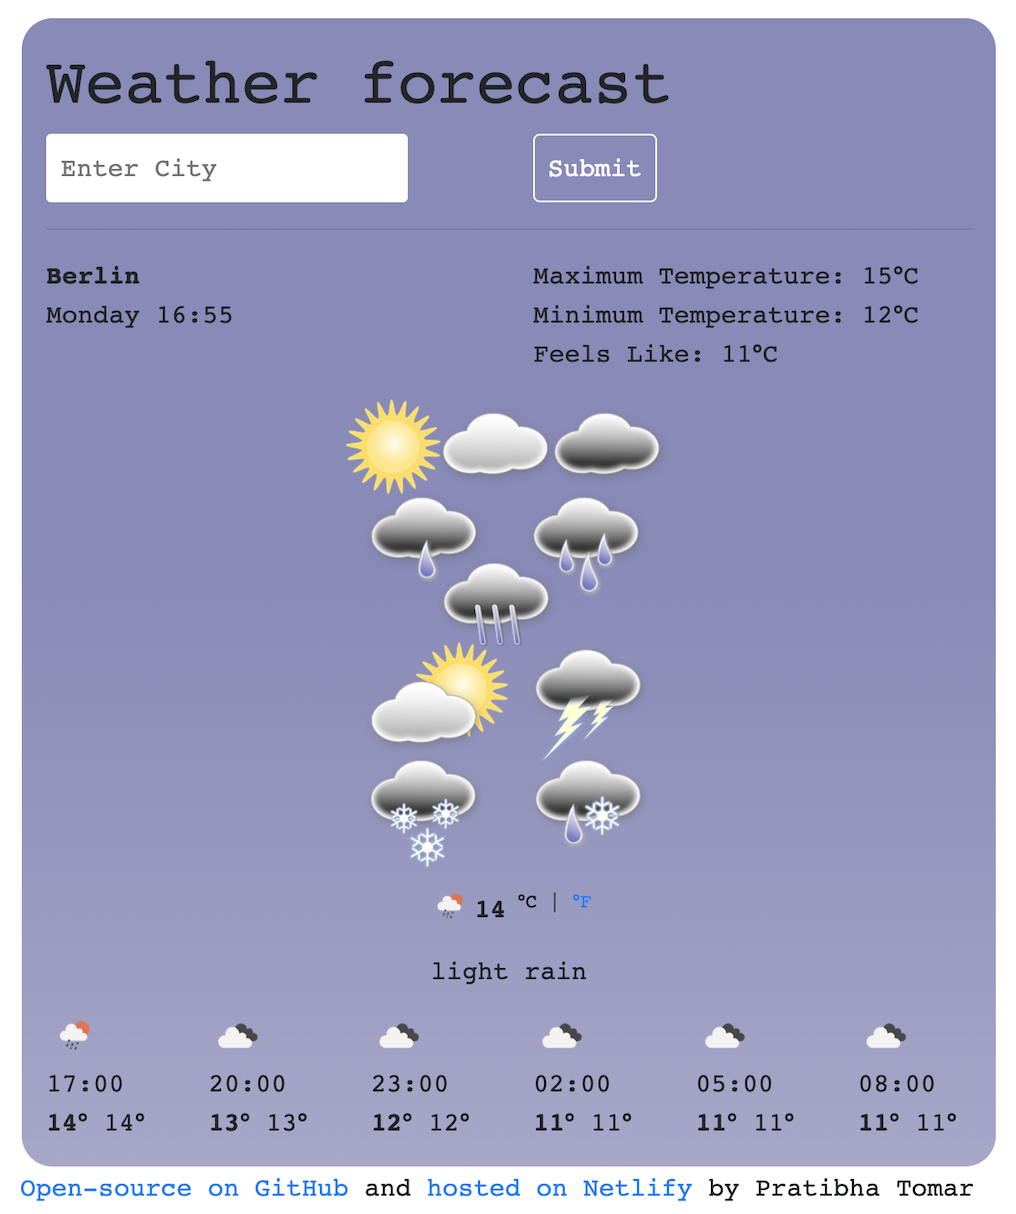 Weather forecast
Enter City
Submit
Berlin
Monday 16:55
Maximum Temperature: 15°C
Minimum Temperature: 12°C
Feels Like: 11°C
14 °C | °F
light rain
17:00 20:00 23:00 02:00 05:00 08:00
14° 14° 13° 13° 12° 12° 11° 11° 11° 11° 11° 11°
Open-source on GitHub and hosted on Netlify by Pratibha Tomar